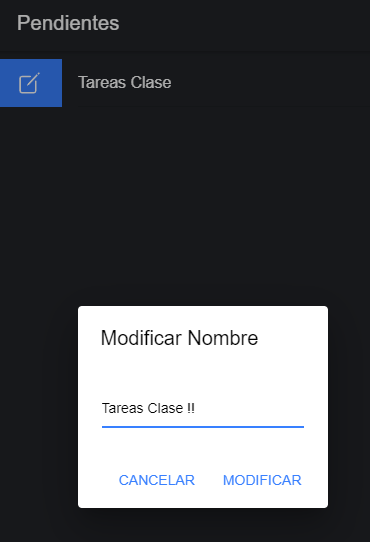 Pendientes
Tareas Clase
Modificar Nombre
Tareas Clase !!
CANCELAR MODIFICAR